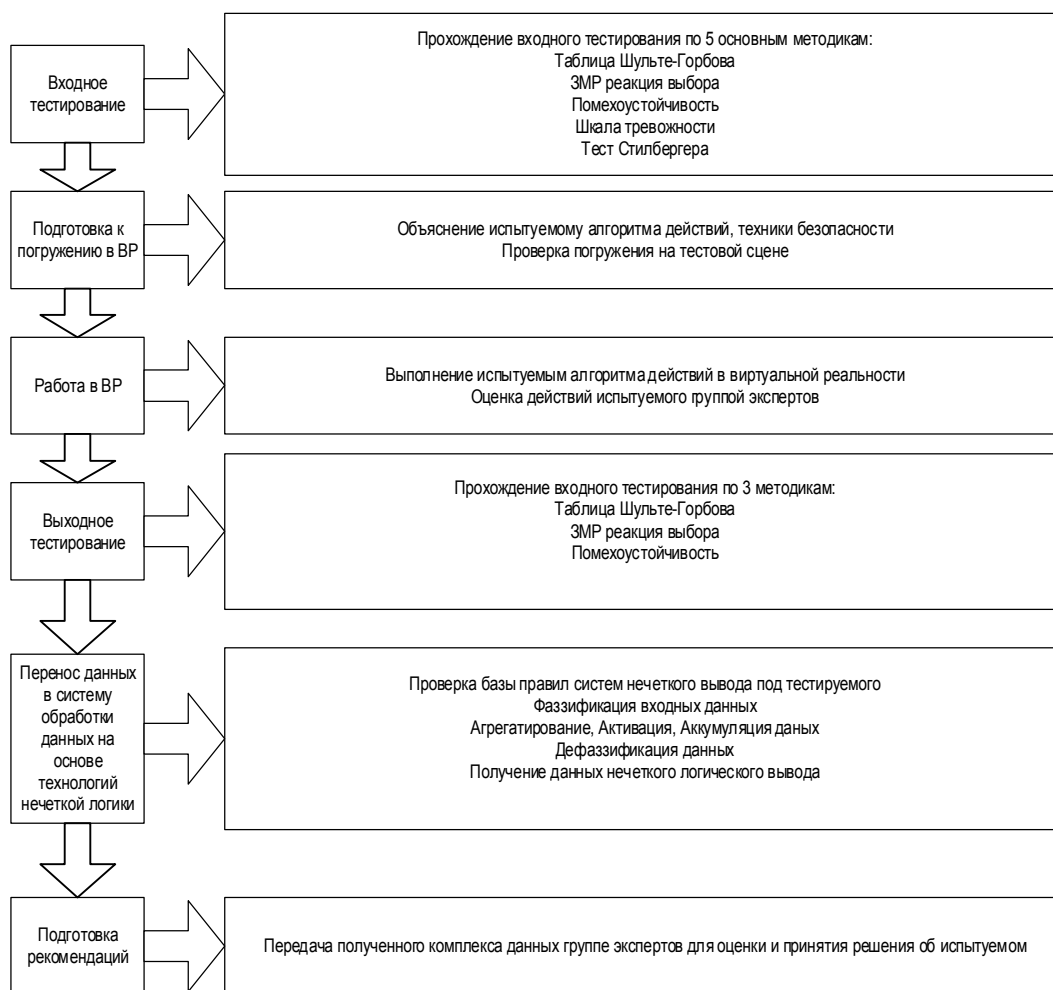 Входное
тестирование
Прохождение входного тестирования по 5 основным методикам:
Таблица Шульте-Горбова
ЗМР реакция выбора
Помехоустойчивость
Шкала тревожности
Тест Стилбергера
Подготовка к
погружению в ВР
Объяснение испытуемому алгоритма действий, техники безопасности
Проверка погружения на тестовой сцене
Работа в ВР
Выполнение испытуемым алгоритма действий в виртуальной реальности
Оценка действий испытуемого группой экспертов
Выходное
тестирование
Прохождение входного тестирования по 3 методикам:
Таблица Шульте-Горбова
ЗМР реакция выбора
Помехоустойчивость
Перенос данных
в систему
обработки
данных на
основе
технологий
нечеткой логики
Проверка базы правил систем нечеткого вывода под тестируемого
Фаззификация входных данных
Агрегатирование, Активация, Аккумуляция даных
Дефаззификация данных
Получение данных нечеткого логического вывода
Подготовка
рекомендаций
Передача полученного комплекса данных группе экспертов для оценки и принятия решения об испытуемом